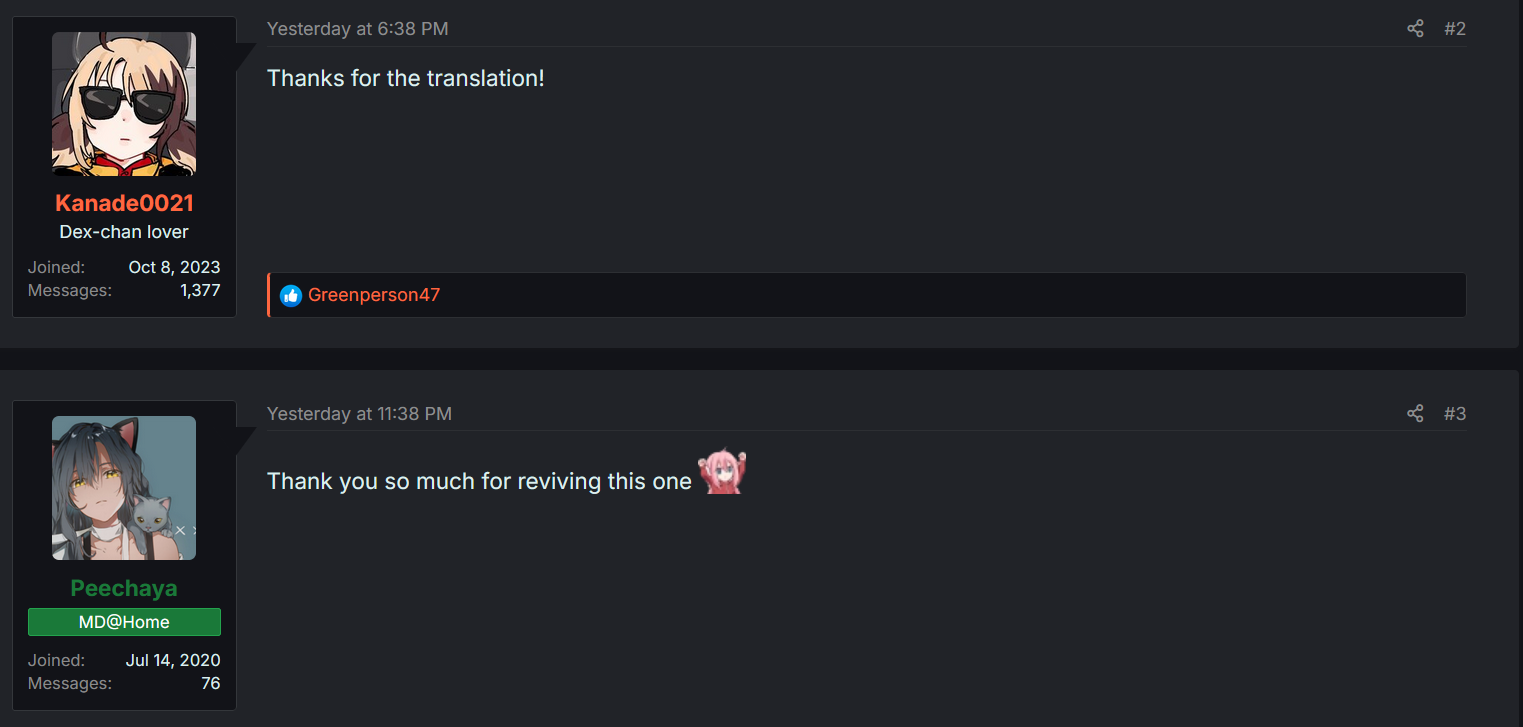 Yesterday at 6:38 PM
#2
Thanks for the translation!
Kanade0021
Dex-chan lover
Joined: Oct 8, 2023
Messages: 1,377
Greenperson47
Yesterday at 11:38 PM
#3
Thank you so much for reviving this one
Peechaya
MD@Home
Joined: Jul 14, 2020
Messages: 76